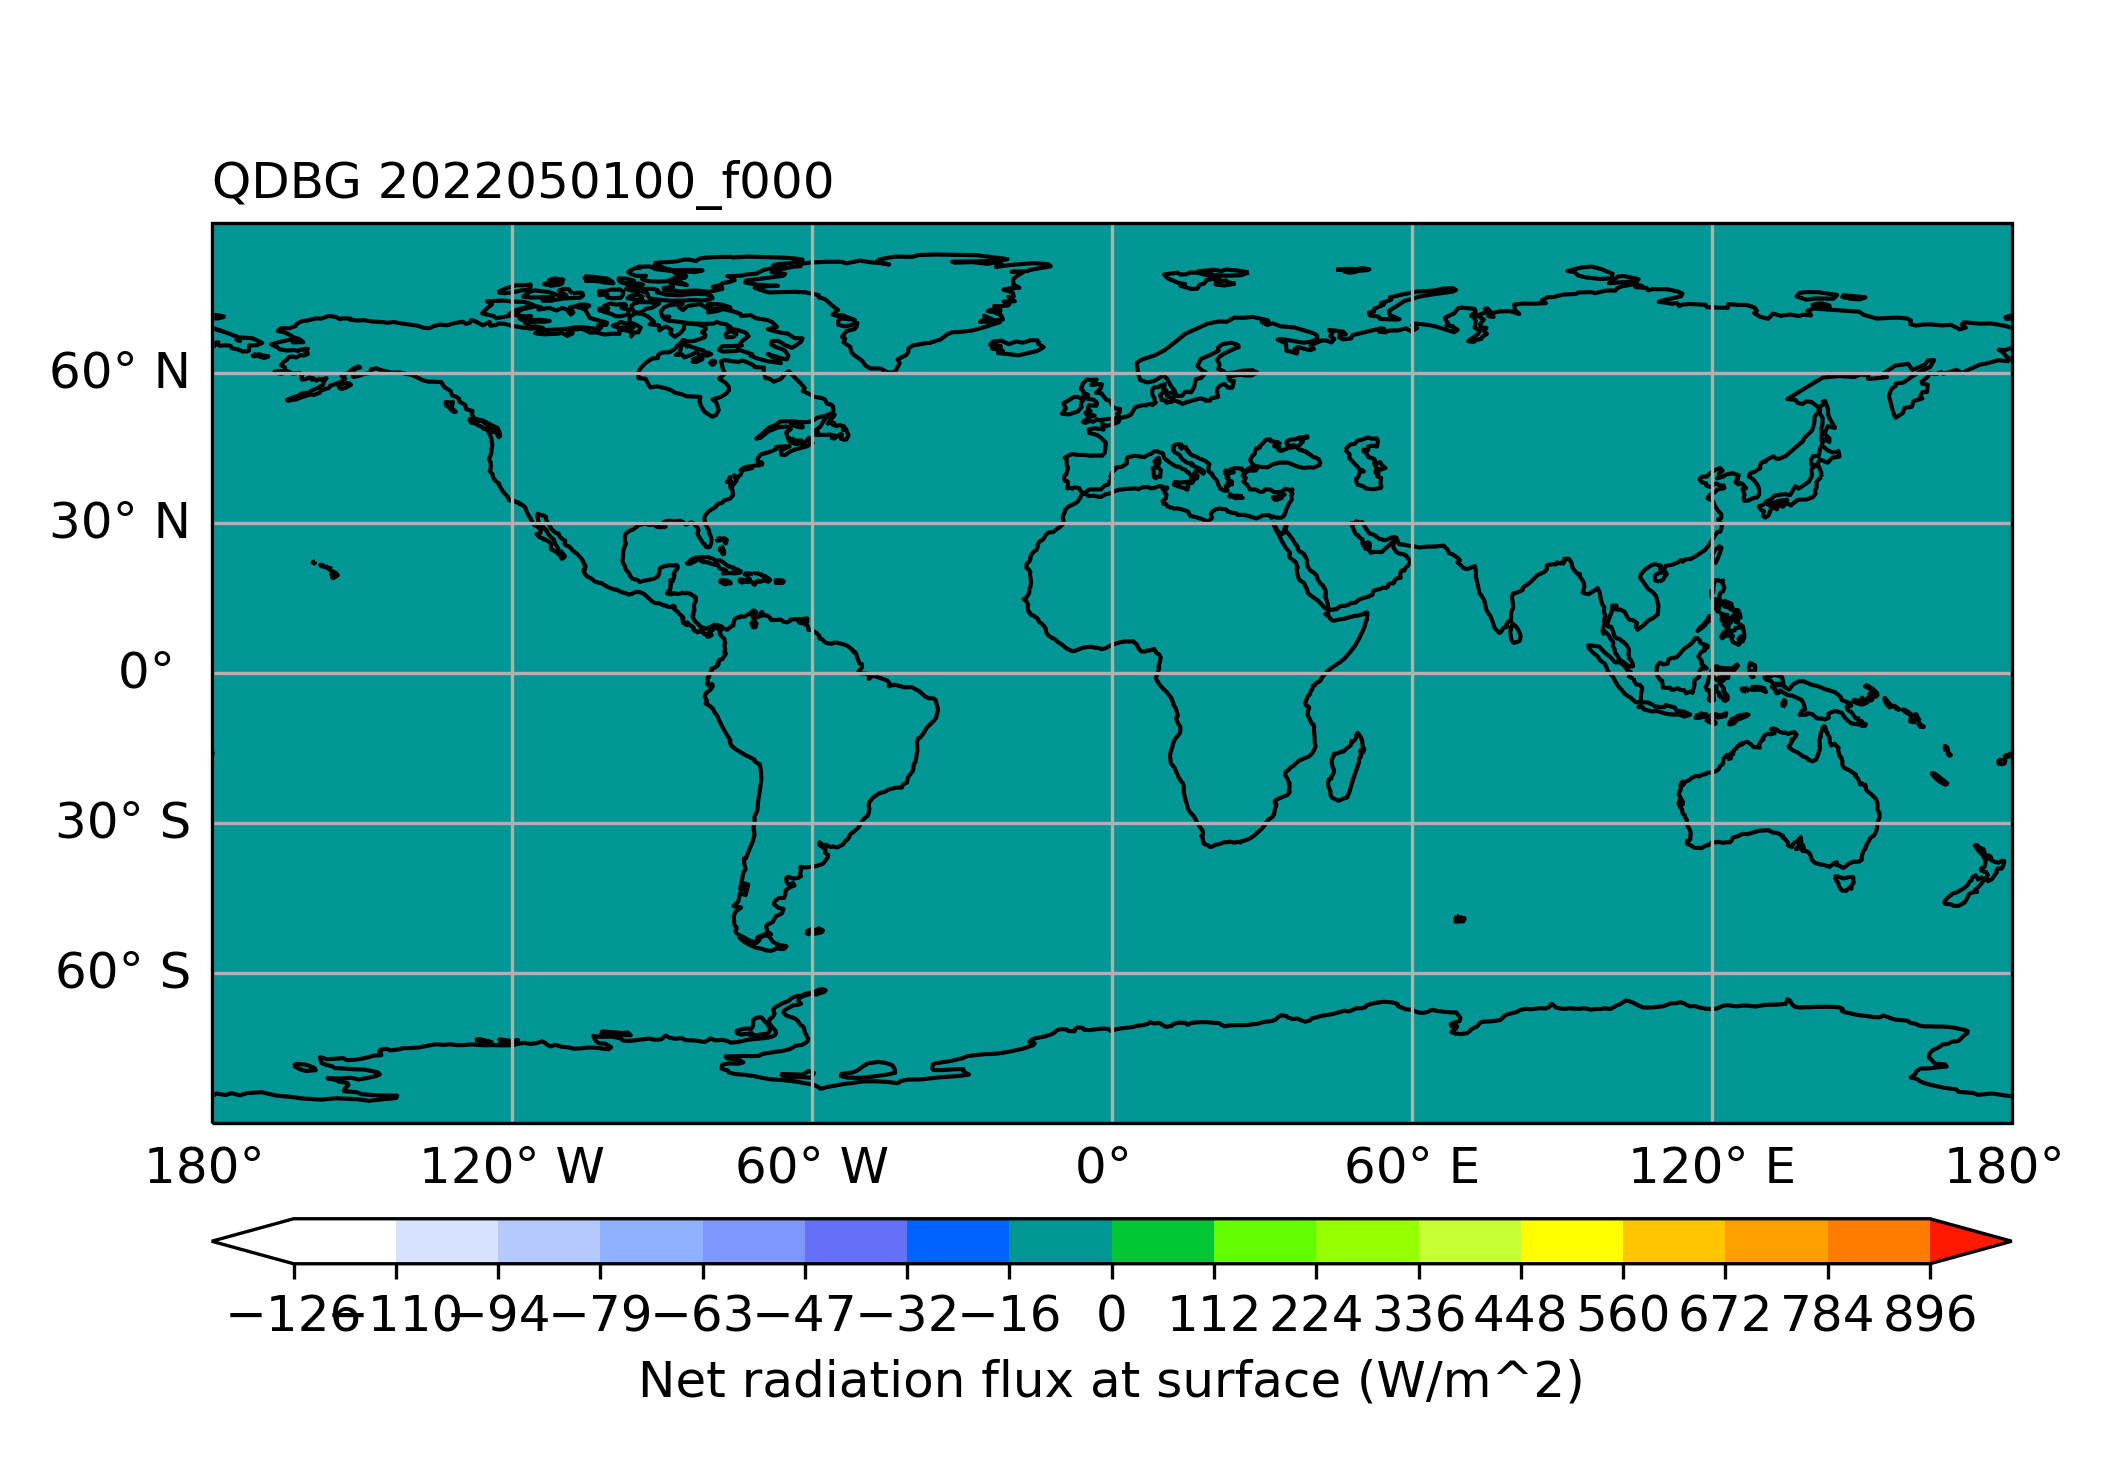 QDBG 2022050100_f000
60° N
30° N
0°
30° S
60° S
180° 120° W 60° W 0° 60° E 120° E 180°
−126 −110 −94 −79 −63 −47 −32 −16 0 112 224 336 448 560 672 784 896
Net radiation flux at surface (W/m^2)